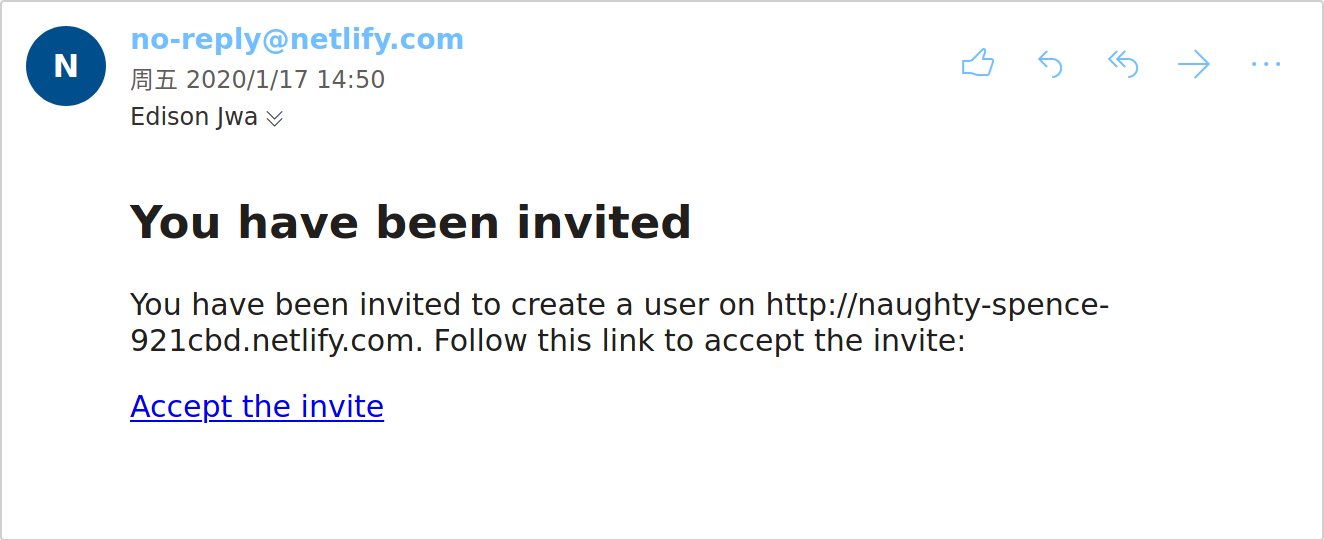 N
no-reply@netlify.com
周五 2020/1/17 14:50
Edison Jwa
You have been invited
You have been invited to create a user on http://naughty-spence-
921cbd.netlify.com. Follow this link to accept the invite:
Accept the invite